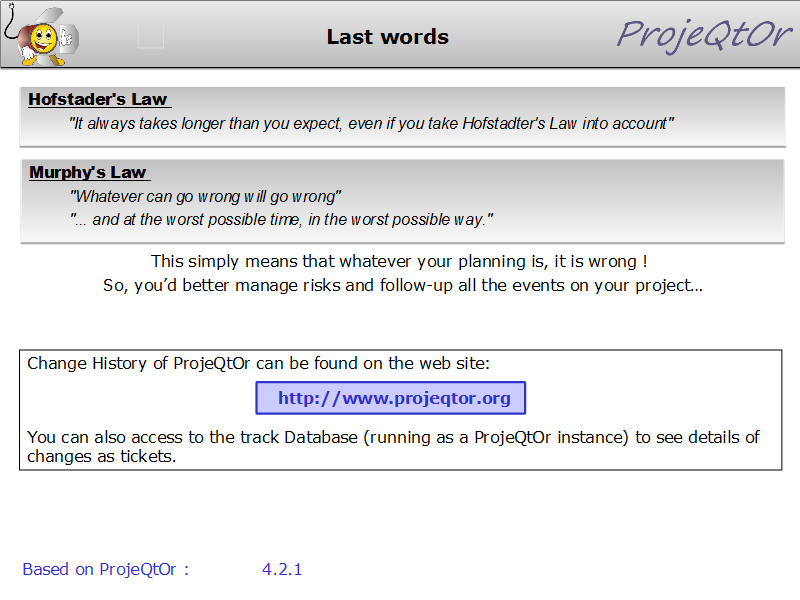 Last words
ProjeQtOr
Hofstader's Law
"It always takes longer than you expect, even if you take Hofstadter's Law into account"
Murphy's Law
"Whatever can go wrong will go wrong"
"... and at the worst possible time, in the worst possible way."
This simply means that whatever your planning is, it is wrong !
So, you’d better manage risks and follow-up all the events on your project…
Change History of ProjeQtOr can be found on the web site:
http://www.projeqtor.org
You can also access to the track Database (running as a ProjeQtOr instance) to see details of
changes as tickets.
Based on ProjeQtOr : 4.2.1